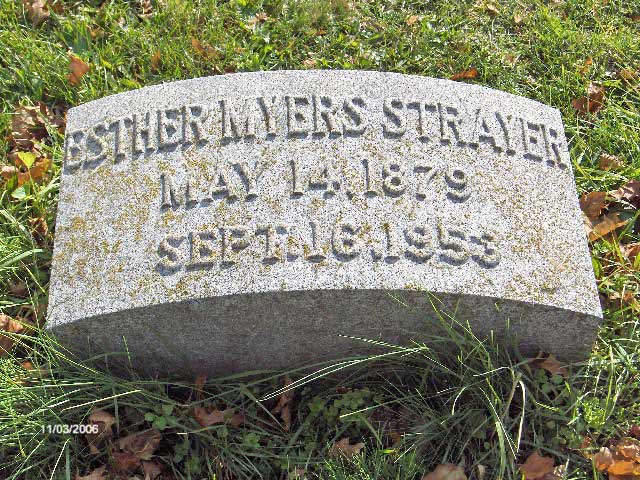 ESTHER MYERS STRAYER
MAY 14, 1879
SEPT. 16, 1953
11/03/2006